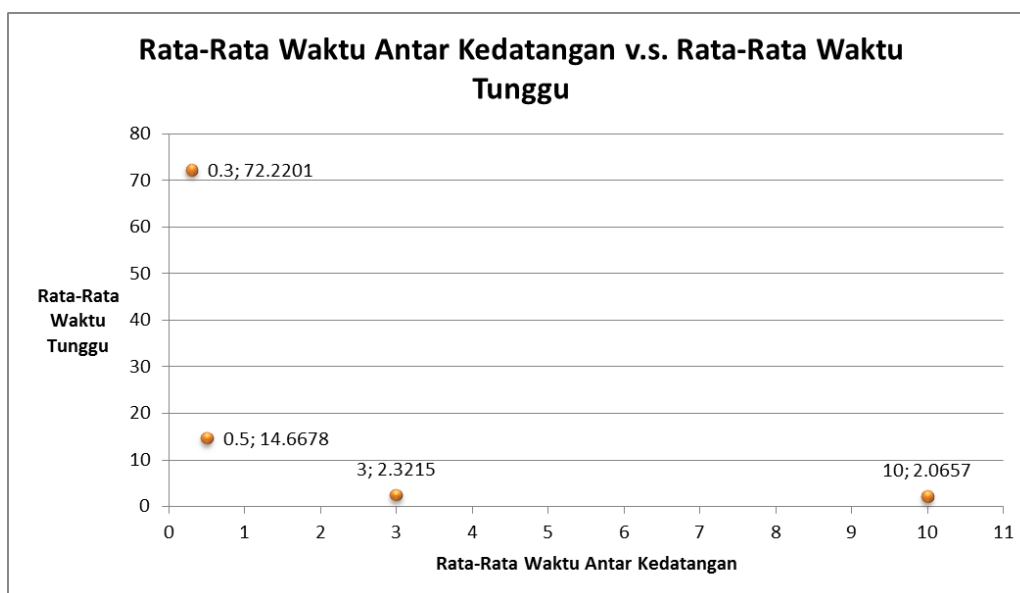 Rata-Rata Waktu Antar Kedatangan v.s. Rata-Rata Waktu
Tunggu
80
70
60
50
40
30
20
10
0
Rata-Rata
Waktu
Tunggu
0.3; 72.2201
0.5; 14.6678
3; 2.3215
10; 2.0657
0 1 2 3 4 5 6 7 8 9 10 11
Rata-Rata Waktu Antar Kedatangan